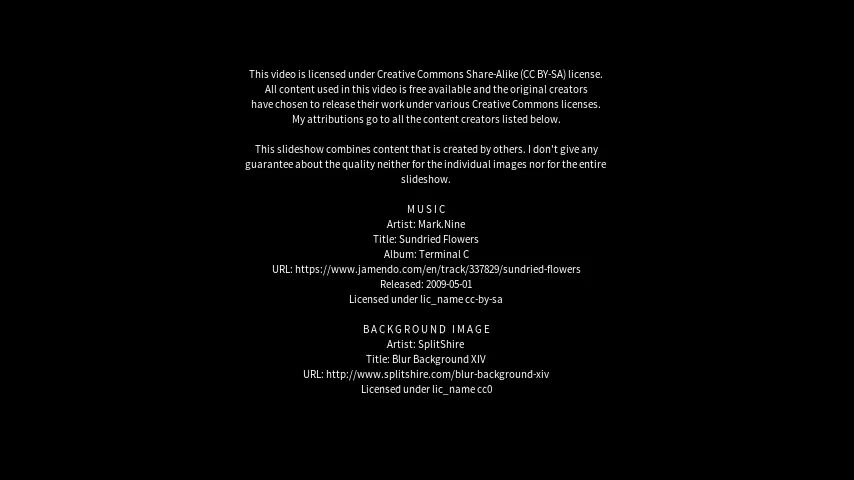 This video is licensed under Creative Commons Share-Alike (CC BY-SA) license.
All content used in this video is free available and the original creators
have chosen to release their work under various Creative Commons licenses.
My attributions go to all the content creators listed below.
This slideshow combines content that is created by others. I don't give any
guarantee about the quality neither for the individual images nor for the entire
slideshow.
MUSIC
Artist: Mark.Nine
Title: Sundried Flowers
Album: Terminal C
URL: https://www.jamendo.com/en/track/337829/sundried-flowers
Released: 2009-05-01
Licensed under lic_name cc-by-sa
BACKGROUND IMAGE
Artist: SplitShire
Title: Blur Background XIV
URL: http://www.splitshire.com/blur-background-xiv
Licensed under lic_name cc0